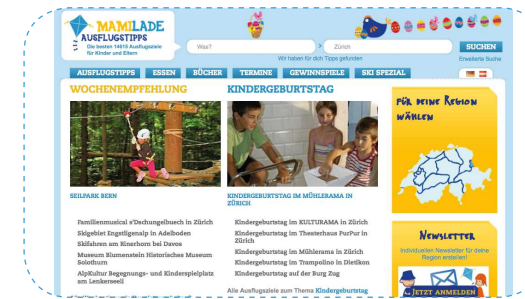 MAMILADE
AUSFLUGSTIPPS
Die besten 14815 Ausflugsziele
für Kinder und Eltern
Was?
>
Zürich
SUCHEN
Wir haben für dich Tipps gefunden
Erweiterte Suche
AUSFLUGSTIPPS ESSEN BÜCHER TERMINE GEWINNSPIELE SKI SPEZIAL
WOCHENEMPFEHLUNG
SEILPARK BERN
Familienmusical s'Dschungelbuech in Zürich
Skigebiet Engstligenalp in Adelboden
Skifahren am Rinerhorn bei Davos
Museum Blumenstein Historisches Museum
Solothurn
AlpKultur Begegnungs- und Kinderspielplatz
am Lenkerseeli
KINDERGEBURTSTAG
KINDERGEBURTSTAG IM MÜHLERAMA IN
ZÜRICH
Kindergeburtstag im KULTURAMA in Zürich
Kindergeburtstag im Theaterhaus PurPur in
Zürich
Kindergeburtstag im Mühlerama in Zürich
Kindergeburtstag im Trampolino in Dietikon
Kindergeburtstag auf der Burg Zug
Alle Ausflugsziele zum Thema Kindergeburtstag
FÜR DEINE REGION
WÄHLEN
NEWSLETTER
Individuellen Newsletter für deine
Region erstellen!
JETZT ANMELDEN